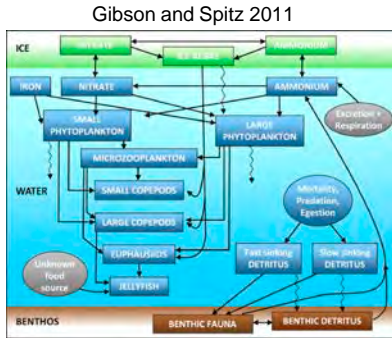 Gibson and Spitz 2011
ICE
NITRATE
ICE ALGAE
AMMONIUM
IRON
NITRATE
AMMONIUM
SMALL
PHYTOPLANKTON
LARGE
PHYTOPLANKTON
Excretion +
Respiration
MICROZOOPLANKTON
WATER
SMALL COPEPODS
Mortality,
Predation,
Egestion
LARGE COPEPODS
EUPHAUSIIDS
Fast sinking
DETRITUS
Slow sinking
DETRITUS
Unknown
food
source
JELLYFISH
BENTHOS
BENTHIC FAUNA
BENTHIC DETRITUS